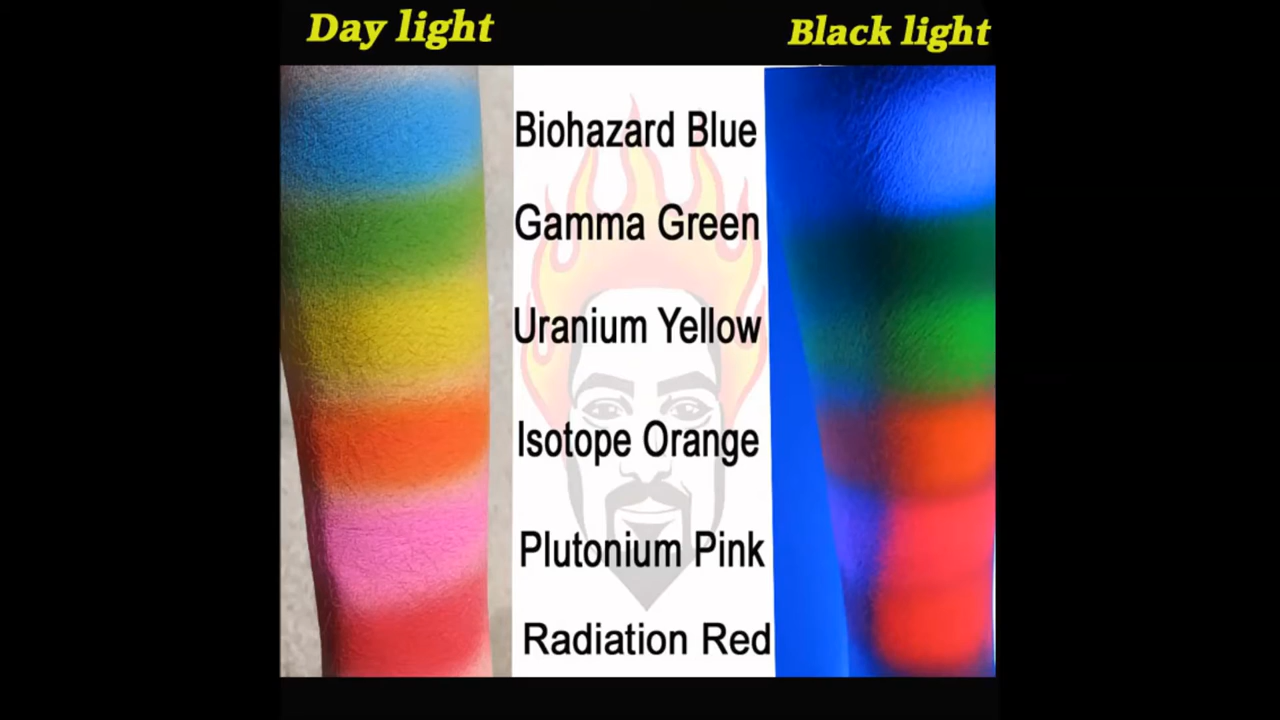 Day light
Black light
Biohazard Blue
Gamma Green
Uranium Yellow
Isotope Orange
Plutonium Pink
Radiation Red